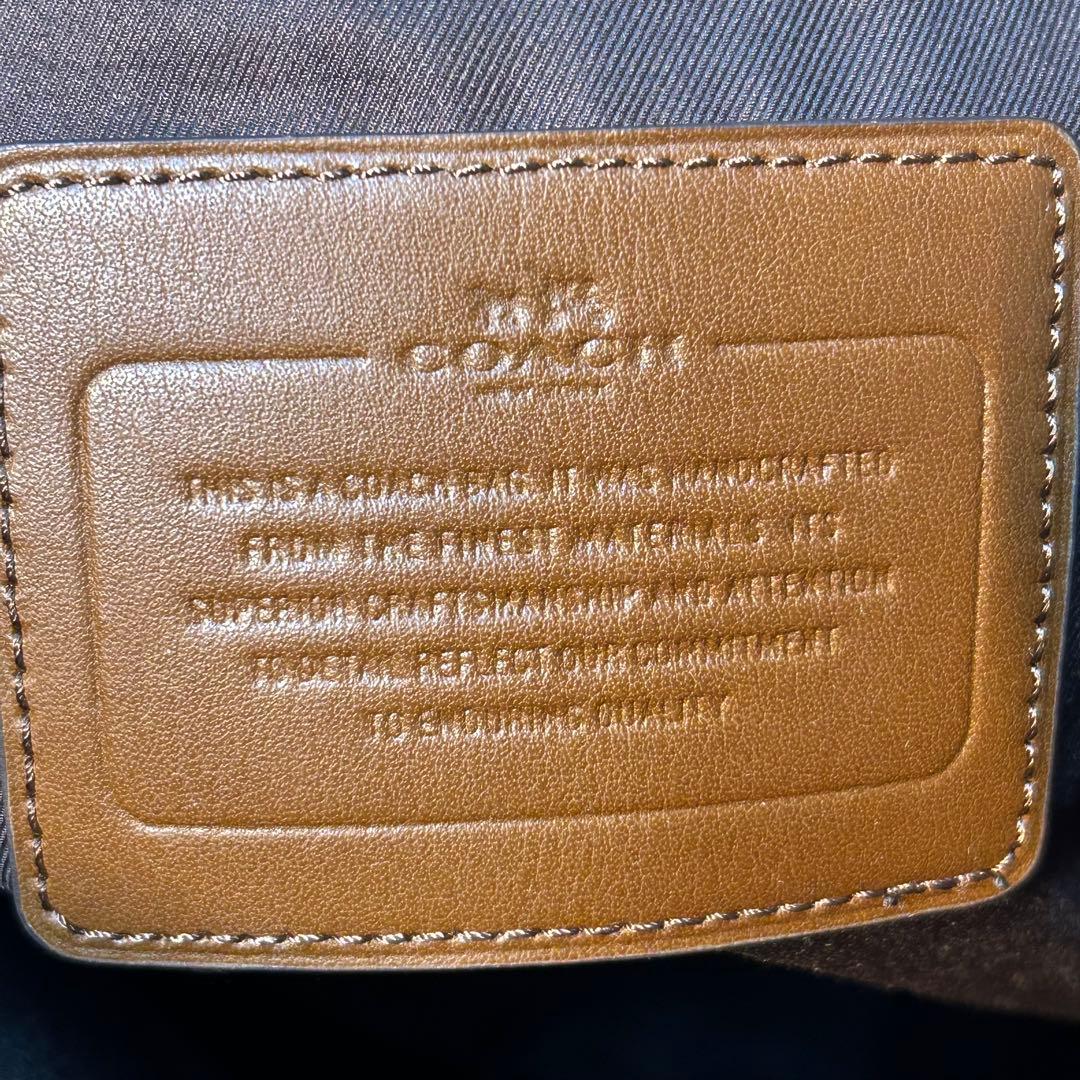 COACH
THIS IS A COACH BAG. IT WAS HANDCRAFTED
FROM THE FINEST MATERIALS. ITS
SUPERIOR CRAFTSMANSHIP AND ATTENTION
TO DETAIL REFLECT OUR COMMITMENT
TO ENDURING QUALITY